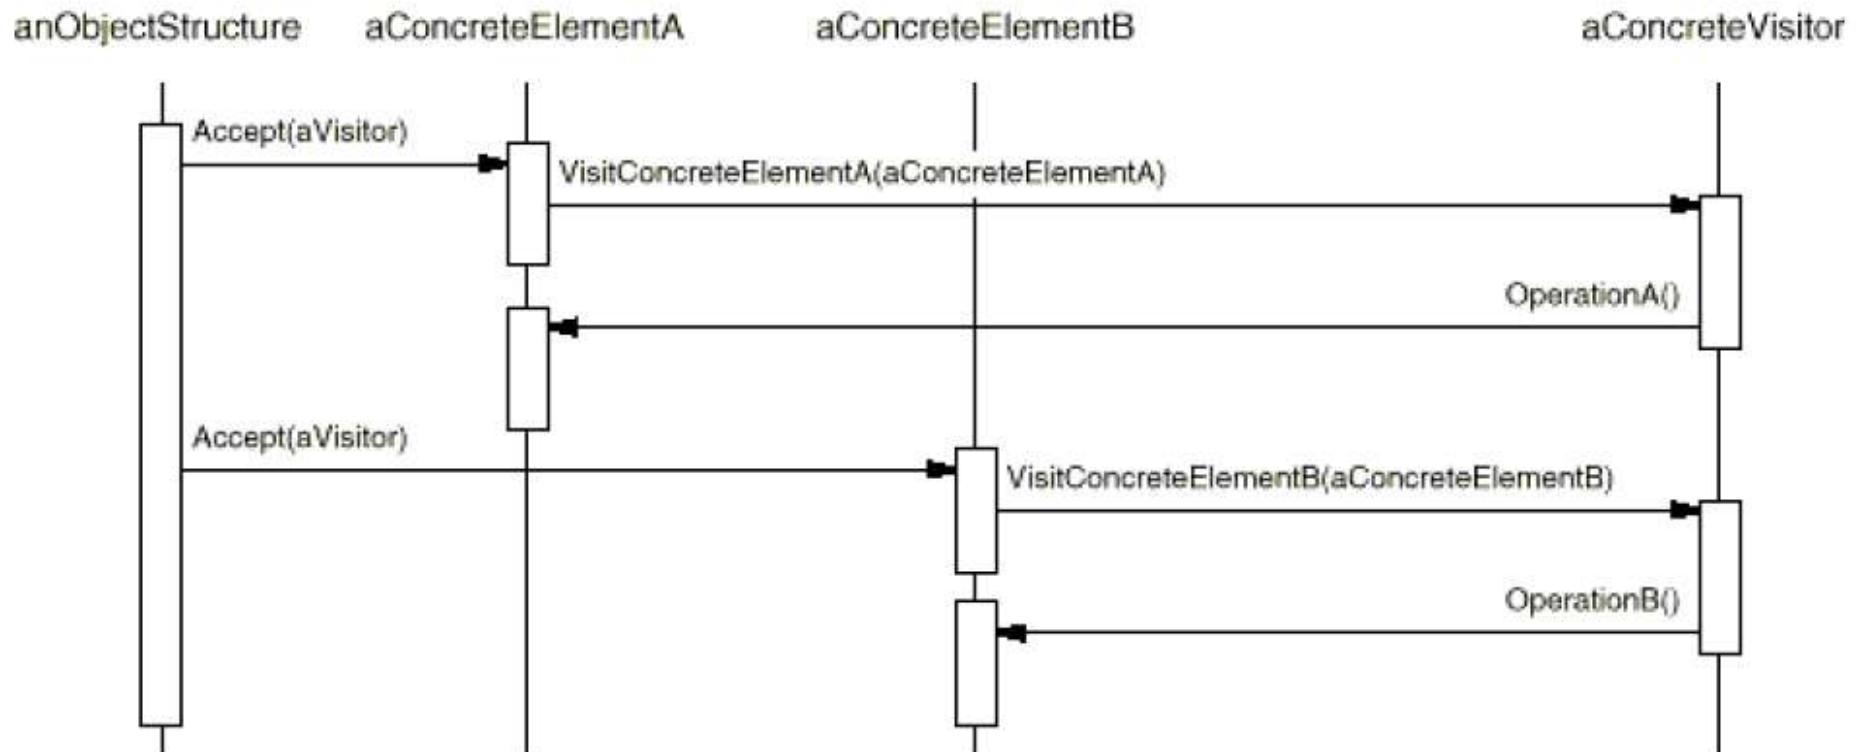 anObjectStructure
aConcreteElementA
aConcreteElementB
aConcreteVisitor
Accept(aVisitor)
VisitConcreteElementA(aConcreteElementA)
OperationA()
Accept(aVisitor)
VisitConcreteElementB(aConcreteElementB)
OperationB()